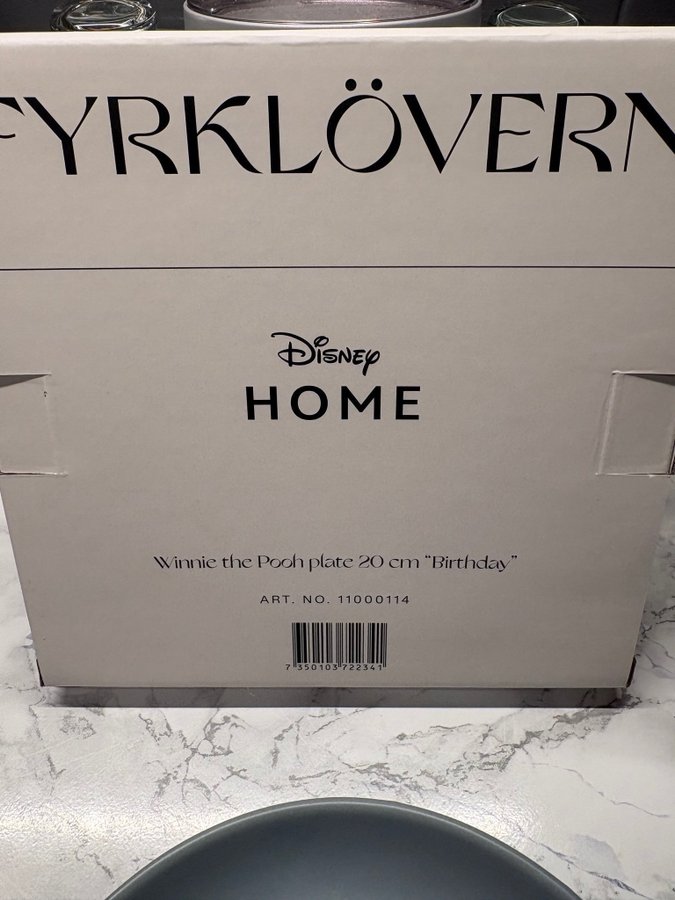 FYRKLÖVERN
Disney
HOME
Winnie the Pooh plate 20 cm "Birthday"
ART. NO. 11000114
7 350103 722341